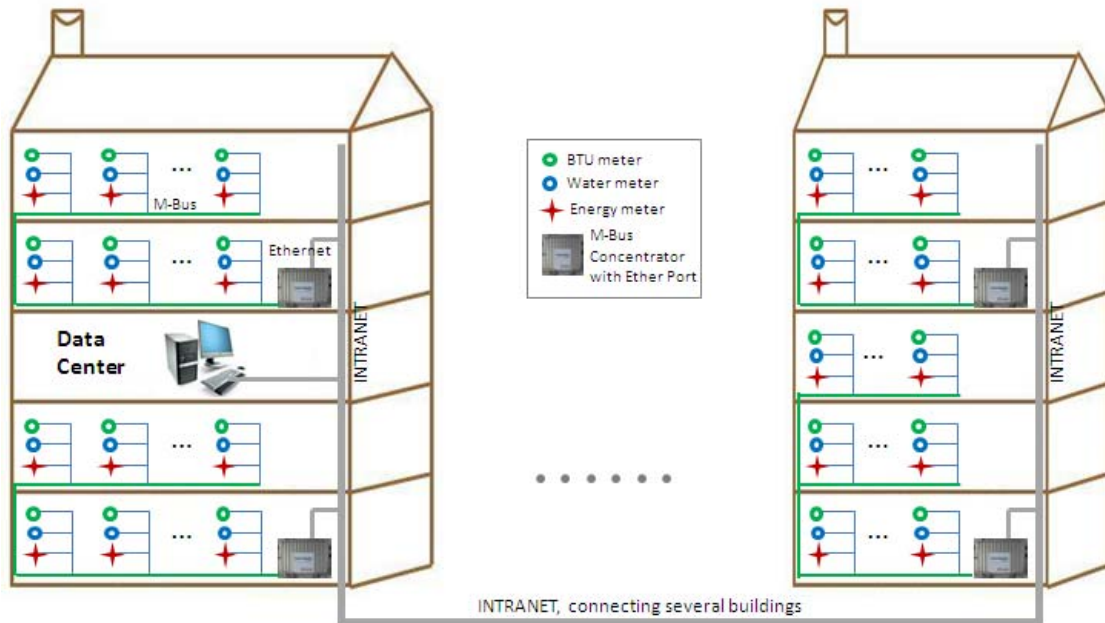 BTU meter
Water meter
Energy meter
M-Bus
Concentrator
with Ether Port
...
...
M-Bus
...
Ethernet
...
Data
Center
INTRANET
INTRANET
...
...
...
...
...
INTRANET, connecting several buildings